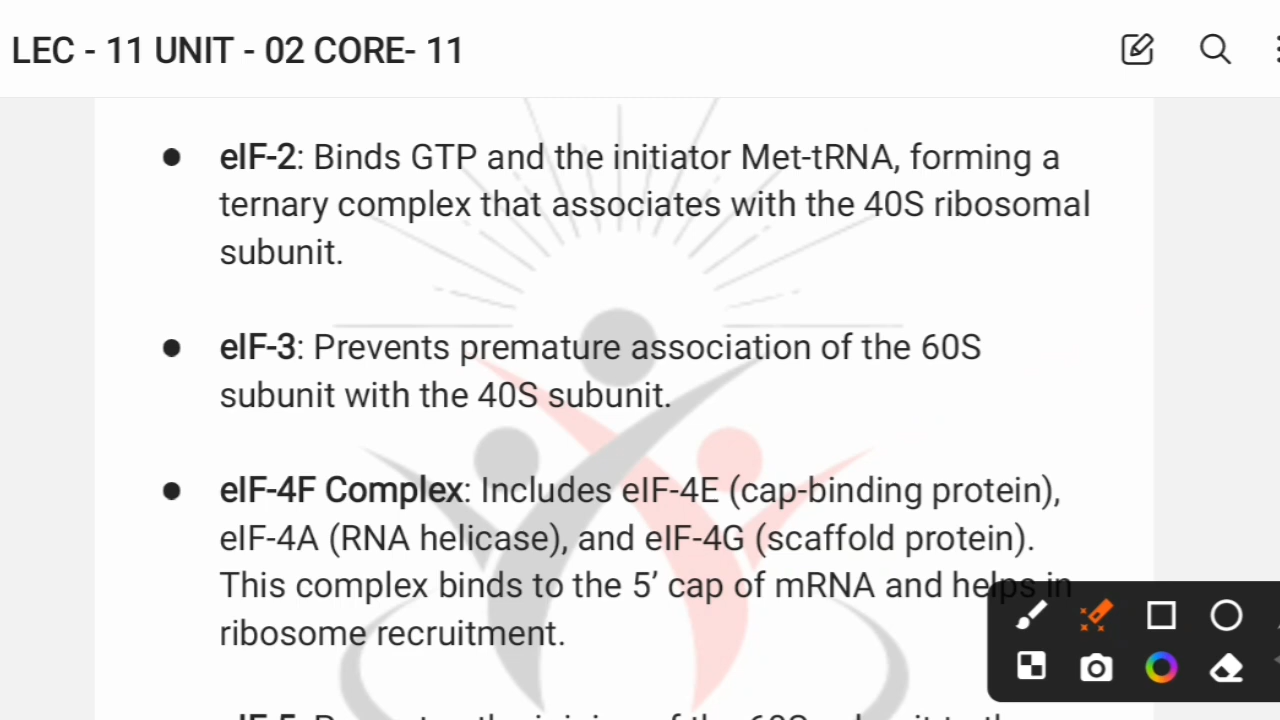 LEC - 11 UNIT - 02 CORE- 11
● eIF-2: Binds GTP and the initiator Met-tRNA, forming a
ternary complex that associates with the 40S ribosomal
subunit.
● eIF-3: Prevents premature association of the 60S
subunit with the 40S subunit.
● eIF-4F Complex: Includes eIF-4E (cap-binding protein),
eIF-4A (RNA helicase), and eIF-4G (scaffold protein).
This complex binds to the 5’ cap of mRNA and helps in
ribosome recruitment.